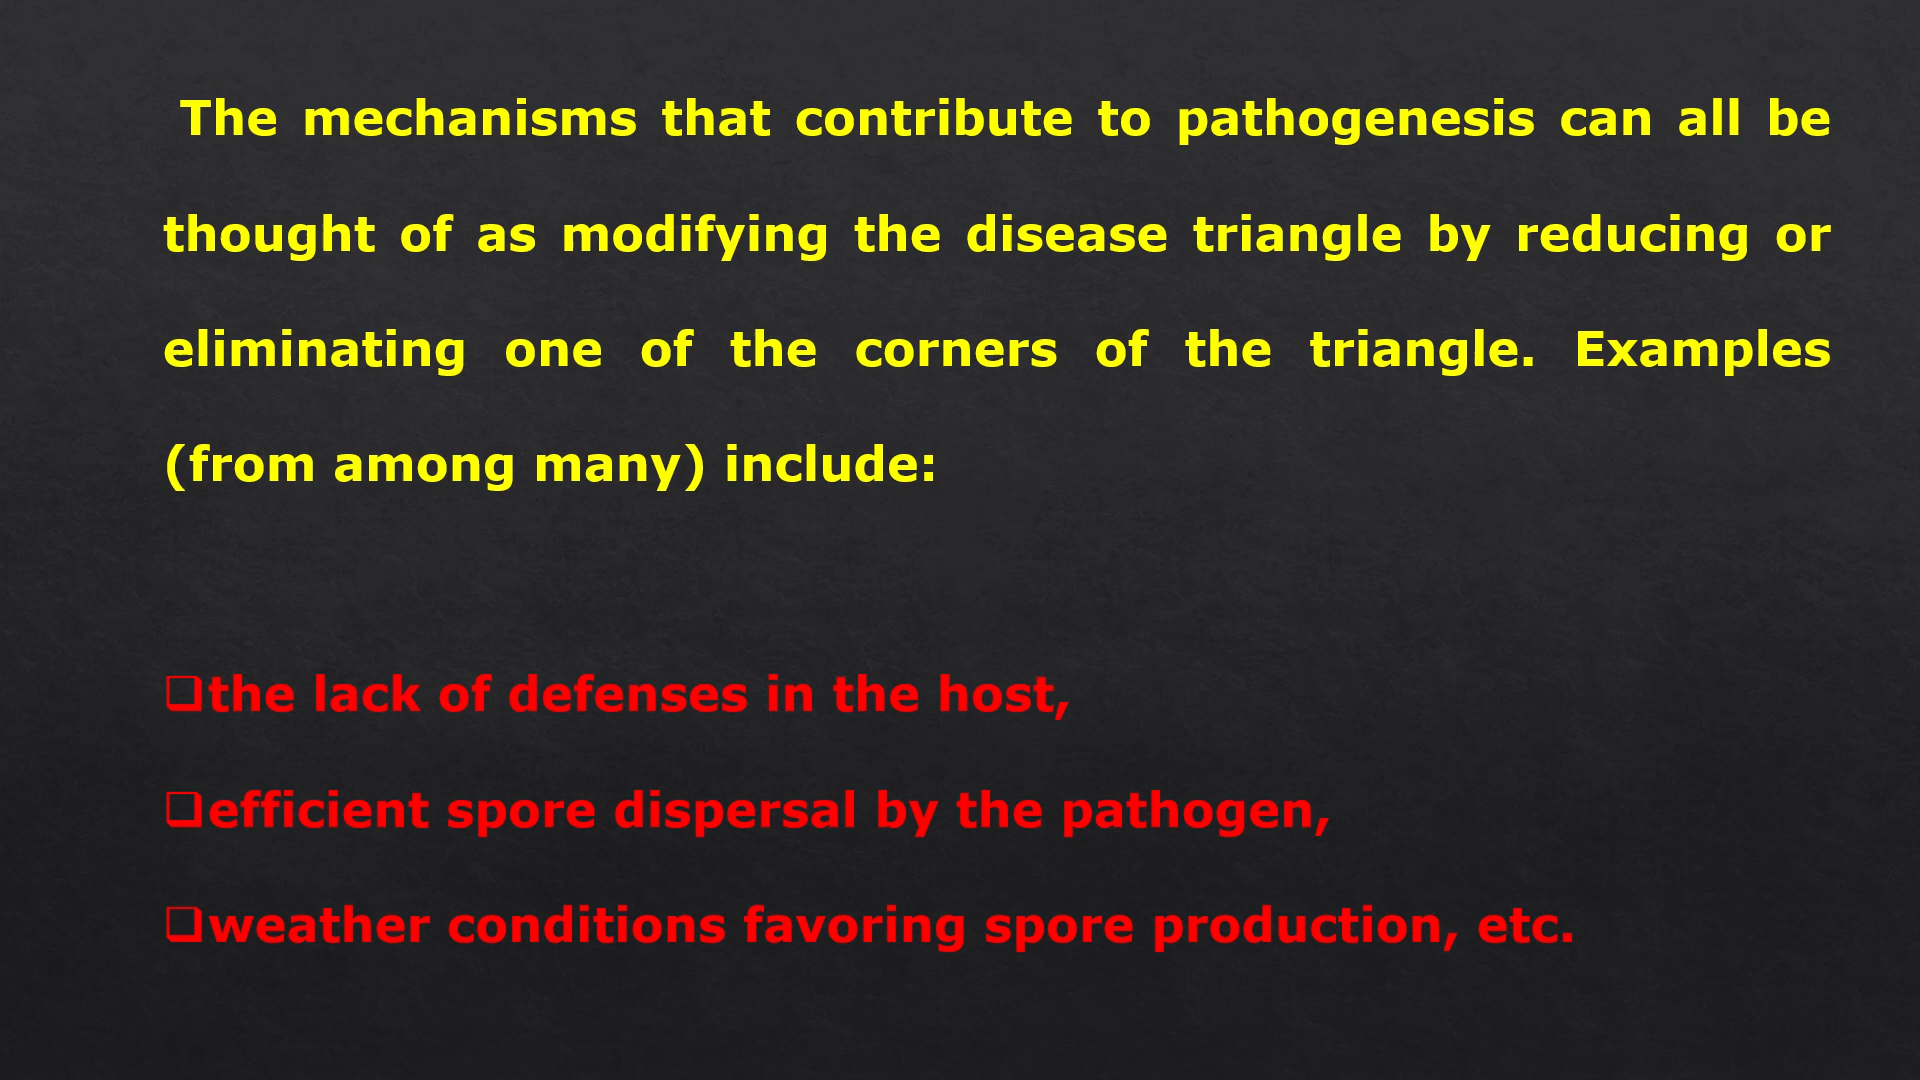 The mechanisms that contribute to pathogenesis can all be
thought of as modifying the disease triangle by reducing or
eliminating one of the corners of the triangle. Examples
(from among many) include:
❑the lack of defenses in the host,
❑efficient spore dispersal by the pathogen,
❑weather conditions favoring spore production, etc.